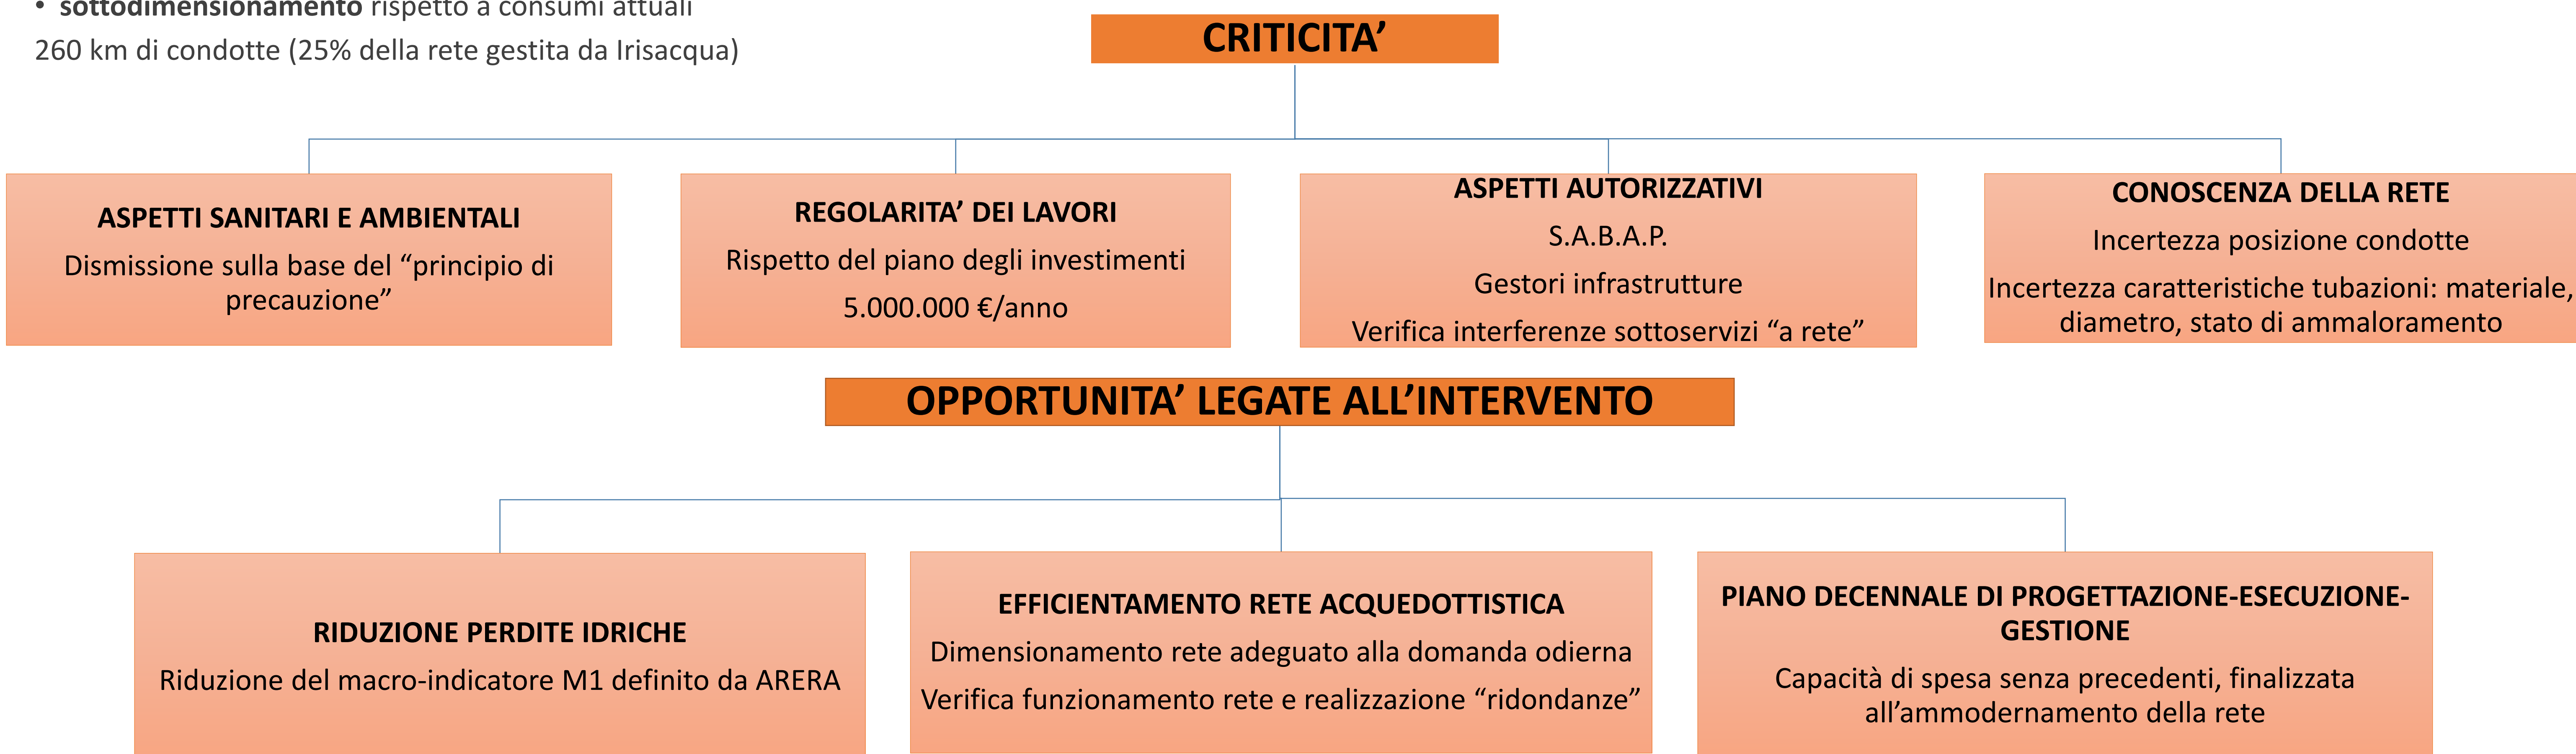 • sottodimensionamento rispetto a consumi attuali
260 km di condotte (25% della rete gestita da Irisacqua)
CRITICITA’
ASPETTI SANITARI E AMBIENTALI
Dismissione sulla base del “principio di
precauzione”
REGOLARITA’ DEI LAVORI
Rispetto del piano degli investimenti
5.000.000 €/anno
ASPETTI AUTORIZZATIVI
S.A.B.A.P.
Gestori infrastrutture
Verifica interferenze sottoservizi “a rete”
CONOSCENZA DELLA RETE
Incertezza posizione condotte
Incertezza caratteristiche tubazioni: materiale,
diametro, stato di ammaloramento
OPPORTUNITA’ LEGATE ALL’INTERVENTO
RIDUZIONE PERDITE IDRICHE
Riduzione del macro-indicatore M1 definito da ARERA
EFFICIENTAMENTO RETE ACQUEDOTTISTICA
Dimensionamento rete adeguato alla domanda odierna
Verifica funzionamento rete e realizzazione “ridondanze”
PIANO DECENNALE DI PROGETTAZIONE-ESECUZIONE-
GESTIONE
Capacità di spesa senza precedenti, finalizzata
all’ammodernamento della rete